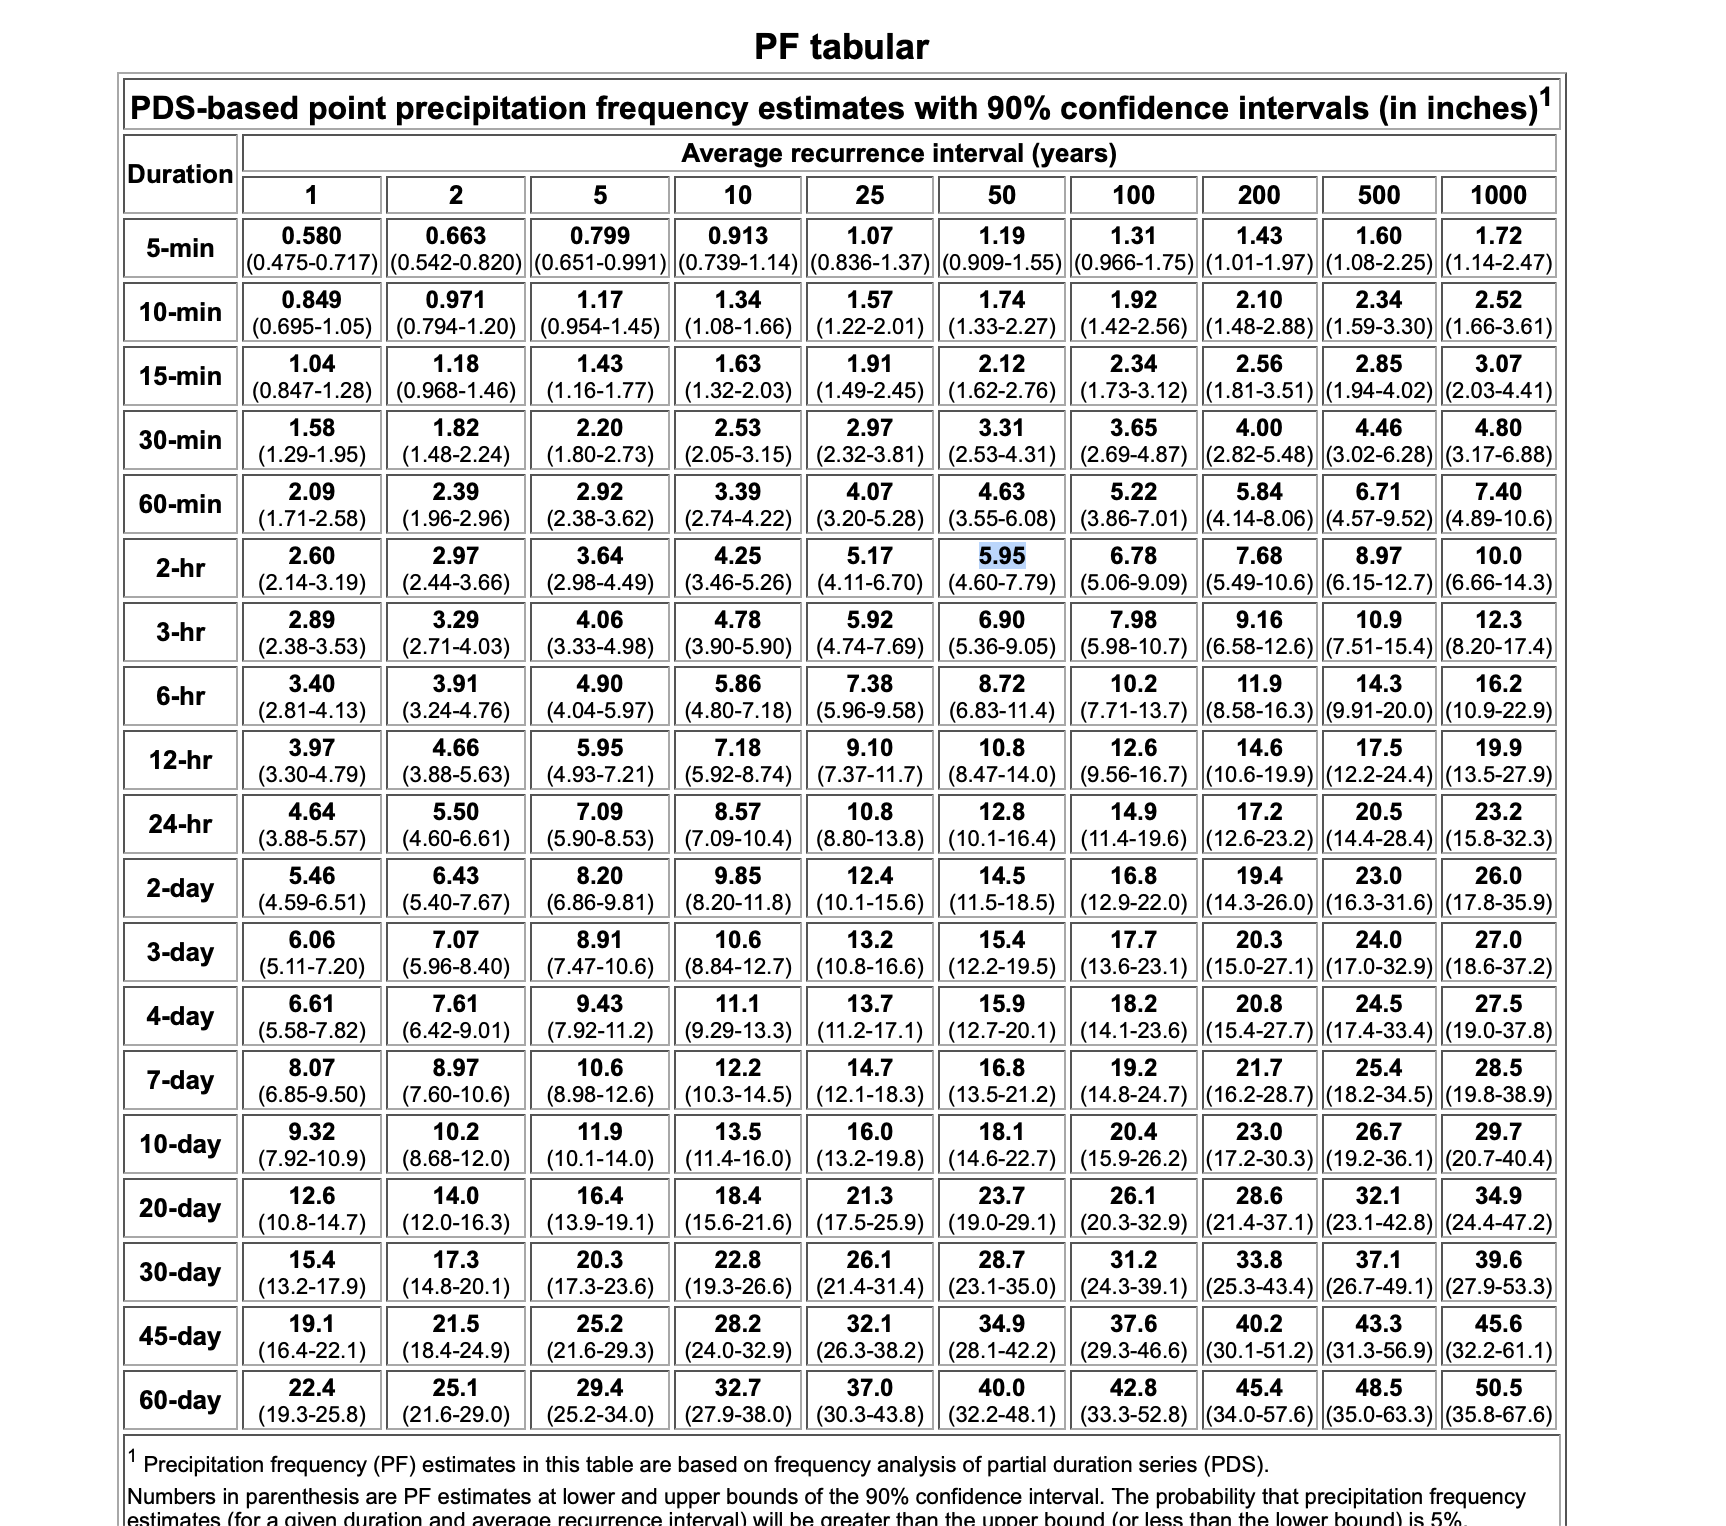 PF tabular
PDS-based point precipitation frequency estimates with 90% confidence intervals (in inches)1
Duration
Average recurrence interval (years)
1 2 5 10 25 50 100 200 500 1000
5-min 0.580 0.663 0.799 0.913 1.07 1.19 1.31 1.43 1.60 1.72
(0.475-0.717) (0.542-0.820) (0.651-0.991) (0.739-1.14) (0.836-1.37) (0.909-1.55) (0.966-1.75) (1.01-1.97) (1.08-2.25) (1.14-2.47)
10-min 0.849 0.971 1.17 1.34 1.57 1.74 1.92 2.10 2.34 2.52
(0.695-1.05) (0.794-1.20) (0.954-1.45) (1.08-1.66) (1.22-2.01) (1.33-2.27) (1.42-2.56) (1.48-2.88) (1.59-3.30) (1.66-3.61)
15-min 1.04 1.18 1.43 1.63 1.91 2.12 2.34 2.56 2.85 3.07
(0.847-1.28) (0.968-1.46) (1.16-1.77) (1.32-2.03) (1.49-2.45) (1.62-2.76) (1.73-3.12) (1.81-3.51) (1.94-4.02) (2.03-4.41)
30-min 1.58 1.82 2.20 2.53 2.97 3.31 3.65 4.00 4.46 4.80
(1.29-1.95) (1.48-2.24) (1.80-2.73) (2.05-3.15) (2.32-3.81) (2.53-4.31) (2.69-4.87) (2.82-5.48) (3.02-6.28) (3.17-6.88)
60-min 2.09 2.39 2.92 3.39 4.07 4.63 5.22 5.84 6.71 7.40
(1.71-2.58) (1.96-2.96) (2.38-3.62) (2.74-4.22) (3.20-5.28) (3.55-6.08) (3.86-7.01) (4.14-8.06) (4.57-9.52) (4.89-10.6)
2-hr 2.60 2.97 3.64 4.25 5.17 5.95 6.78 7.68 8.97 10.0
(2.14-3.19) (2.44-3.66) (2.98-4.49) (3.46-5.26) (4.11-6.70) (4.60-7.79) (5.06-9.09) (5.49-10.6) (6.15-12.7) (6.66-14.3)
3-hr 2.89 3.29 4.06 4.78 5.92 6.90 7.98 9.16 10.9 12.3
(2.38-3.53) (2.71-4.03) (3.33-4.98) (3.90-5.90) (4.74-7.69) (5.36-9.05) (5.98-10.7) (6.58-12.6) (7.51-15.4) (8.20-17.4)
6-hr 3.40 3.91 4.90 5.86 7.38 8.72 10.2 11.9 14.3 16.2
(2.81-4.13) (3.24-4.76) (4.04-5.97) (4.80-7.18) (5.96-9.58) (6.83-11.4) (7.71-13.7) (8.58-16.3) (9.91-20.0) (10.9-22.9)
12-hr 3.97 4.66 5.95 7.18 9.10 10.8 12.6 14.6 17.5 19.9
(3.30-4.79) (3.88-5.63) (4.93-7.21) (5.92-8.74) (7.37-11.7) (8.47-14.0) (9.56-16.7) (10.6-19.9) (12.2-24.4) (13.5-27.9)
24-hr 4.64 5.50 7.09 8.57 10.8 12.8 14.9 17.2 20.5 23.2
(3.88-5.57) (4.60-6.61) (5.90-8.53) (7.09-10.4) (8.80-13.8) (10.1-16.4) (11.4-19.6) (12.6-23.2) (14.4-28.4) (15.8-32.3)
2-day 5.46 6.43 8.20 9.85 12.4 14.5 16.8 19.4 23.0 26.0
(4.59-6.51) (5.40-7.67) (6.86-9.81) (8.20-11.8) (10.1-15.6) (11.5-18.5) (12.9-22.0) (14.3-26.0) (16.3-31.6) (17.8-35.9)
3-day 6.06 7.07 8.91 10.6 13.2 15.4 17.7 20.3 24.0 27.0
(5.11-7.20) (5.96-8.40) (7.47-10.6) (8.84-12.7) (10.8-16.6) (12.2-19.5) (13.6-23.1) (15.0-27.1) (17.0-32.9) (18.6-37.2)
4-day 6.61 7.61 9.43 11.1 13.7 15.9 18.2 20.8 24.5 27.5
(5.58-7.82) (6.42-9.01) (7.92-11.2) (9.29-13.3) (11.2-17.1) (12.7-20.1) (14.1-23.6) (15.4-27.7) (17.4-33.4) (19.0-37.8)
7-day 8.07 8.97 10.6 12.2 14.7 16.8 19.2 21.7 25.4 28.5
(6.85-9.50) (7.60-10.6) (8.98-12.6) (10.3-14.5) (12.1-18.3) (13.5-21.2) (14.8-24.7) (16.2-28.7) (18.2-34.5) (19.8-38.9)
10-day 9.32 10.2 11.9 13.5 16.0 18.1 20.4 23.0 26.7 29.7
(7.92-10.9) (8.68-12.0) (10.1-14.0) (11.4-16.0) (13.2-19.8) (14.6-22.7) (15.9-26.2) (17.2-30.3) (19.2-36.1) (20.7-40.4)
20-day 12.6 14.0 16.4 18.4 21.3 23.7 26.1 28.6 32.1 34.9
(10.8-14.7) (12.0-16.3) (13.9-19.1) (15.6-21.6) (17.5-25.9) (19.0-29.1) (20.3-32.9) (21.4-37.1) (23.1-42.8) (24.4-47.2)
30-day 15.4 17.3 20.3 22.8 26.1 28.7 31.2 33.8 37.1 39.6
(13.2-17.9) (14.8-20.1) (17.3-23.6) (19.3-26.6) (21.4-31.4) (23.1-35.0) (24.3-39.1) (25.3-43.4) (26.7-49.1) (27.9-53.3)
45-day 19.1 21.5 25.2 28.2 32.1 34.9 37.6 40.2 43.3 45.6
(16.4-22.1) (18.4-24.9) (21.6-29.3) (24.0-32.9) (26.3-38.2) (28.1-42.2) (29.3-46.6) (30.1-51.2) (31.3-56.9) (32.2-61.1)
60-day 22.4 25.1 29.4 32.7 37.0 40.0 42.8 45.4 48.5 50.5
(19.3-25.8) (21.6-29.0) (25.2-34.0) (27.9-38.0) (30.3-43.8) (32.2-48.1) (33.3-52.8) (34.0-57.6) (35.0-63.3) (35.8-67.6)
1 Precipitation frequency (PF) estimates in this table are based on frequency analysis of partial duration series (PDS).
Numbers in parenthesis are PF estimates at lower and upper bounds of the 90% confidence interval. The probability that precipitation frequency
estimates (for a given duration and average recurrence interval) will be greater than the upper bound (or less than the lower bound) is 5%.